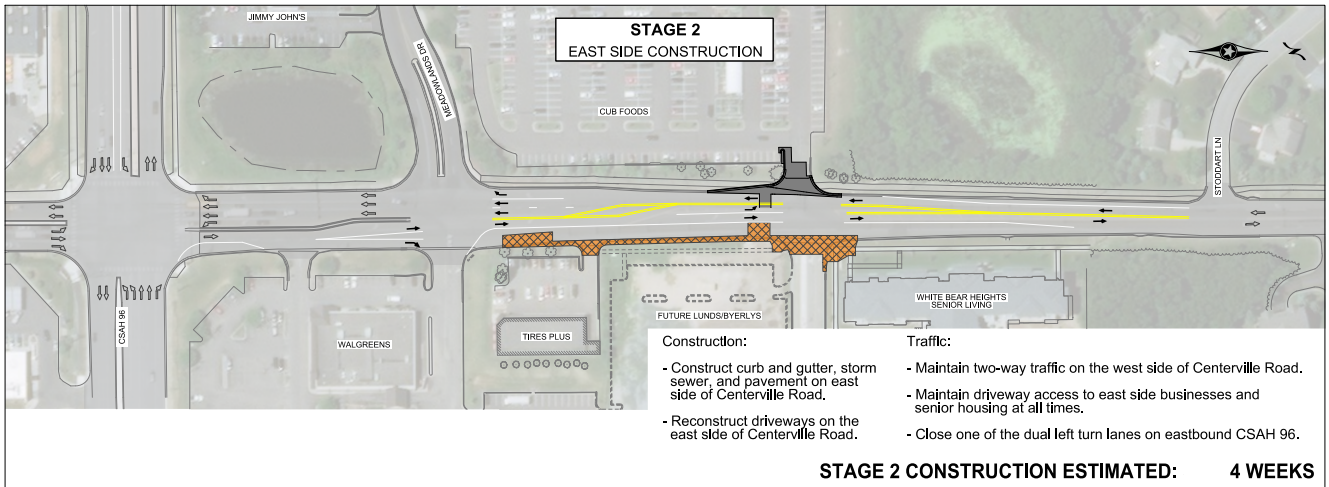 STAGE 2
EAST SIDE CONSTRUCTION
JIMMY JOHN'S
MEADOWLANDS DR
CUB FOODS
STODDART LN
CSAH 96
WALGREENS
TIRES PLUS
FUTURE LUNDS/BYERLYS
WHITE BEAR HEIGHTS
SENIOR LIVING
Construction:
- Construct curb and gutter, storm
sewer, and pavement on east
side of Centerville Road.
- Reconstruct driveways on the
east side of Centerville Road.
Traffic:
- Maintain two-way traffic on the west side of Centerville Road.
- Maintain driveway access to east side businesses and
senior housing at all times.
- Close one of the dual left turn lanes on eastbound CSAH 96.
STAGE 2 CONSTRUCTION ESTIMATED: 4 WEEKS